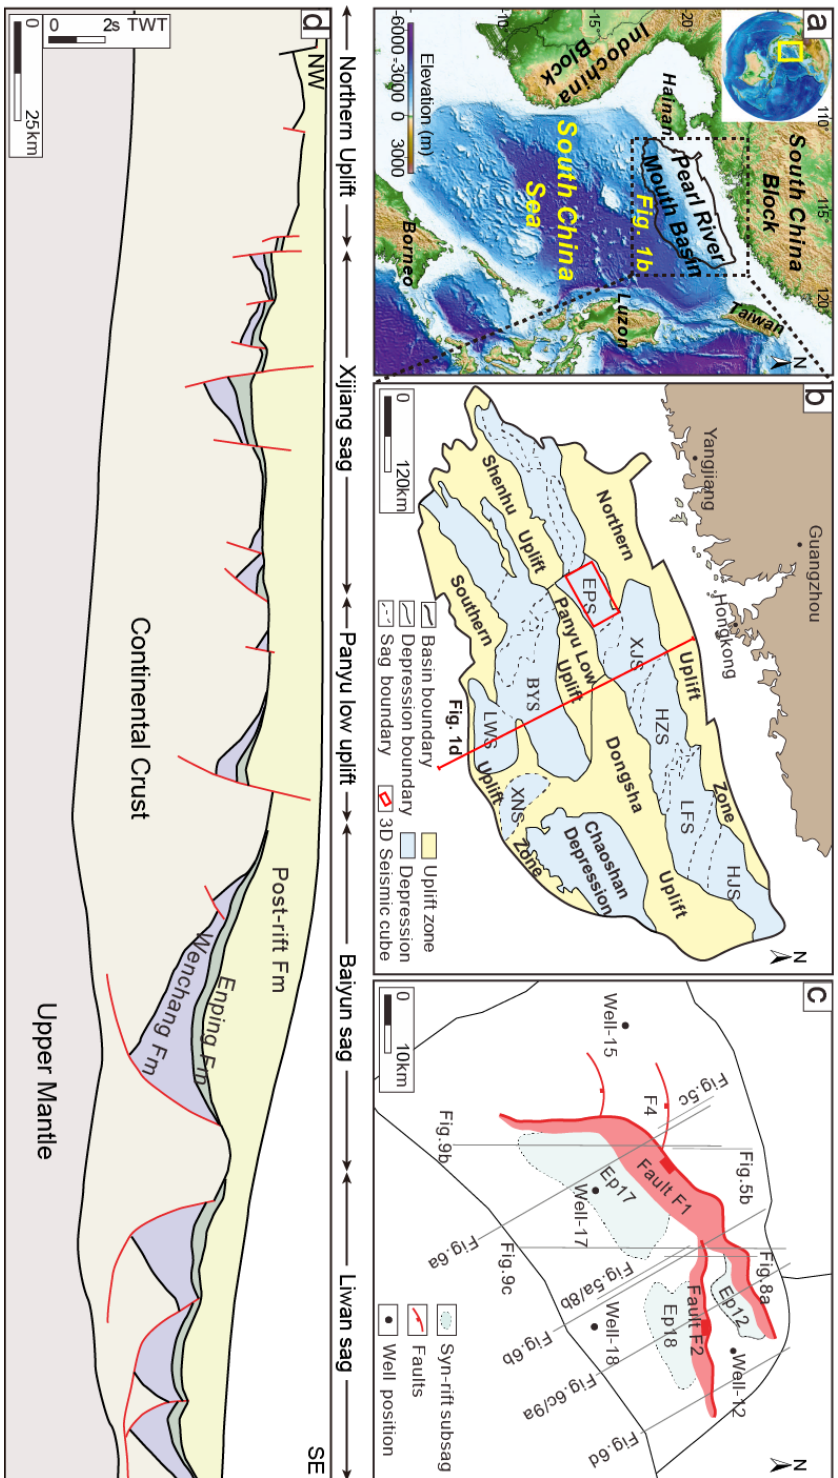 a
110
115
120
N
-20
-15
-10
South China
Block
Indochina
Block
Hainan
Pearl River
Mouth Basin
Fig. 1b
South China
Sea
Taiwan
Luzon
Borneo
Elevation (m)
-6000
-3000
0
3000
b
N
Guangzhou
Yangjiang
Hongkong
Northern
Uplift
Zone
Shenhu
Uplift
EPS
XJS
HZS
LFS
HJS
Panyu Low
Uplift
Dongsha
Uplift
Southern
Uplift
Zone
BYS
LWS
XNS
Chaoshan
Depression
Fig. 1d
0
120km
Basin boundary
Depression boundary
Sag boundary
Uplift zone
Depression
3D Seismic cube
c
N
Well-15
F4
Fig.5c
Fig.5b
Fig.9b
Fault F1
Ep17
Well-17
Fig.6a
Fig.9c
Fig.8a
Ep12
Fig.5a/8b
Fault F2
Ep18
Well-12
Well-18
Fig.6b
Fig.6c/9a
Fig.6d
0
10km
Syn-rift subsag
Faults
Well position
d
Northern Uplift
Xijiang sag
Panyu low uplift
Baiyun sag
Liwan sag
NW
SE
0
2s TWT
0
25km
Post-rift Fm
Enping Fm
Wenchang Fm
Continental Crust
Upper Mantle